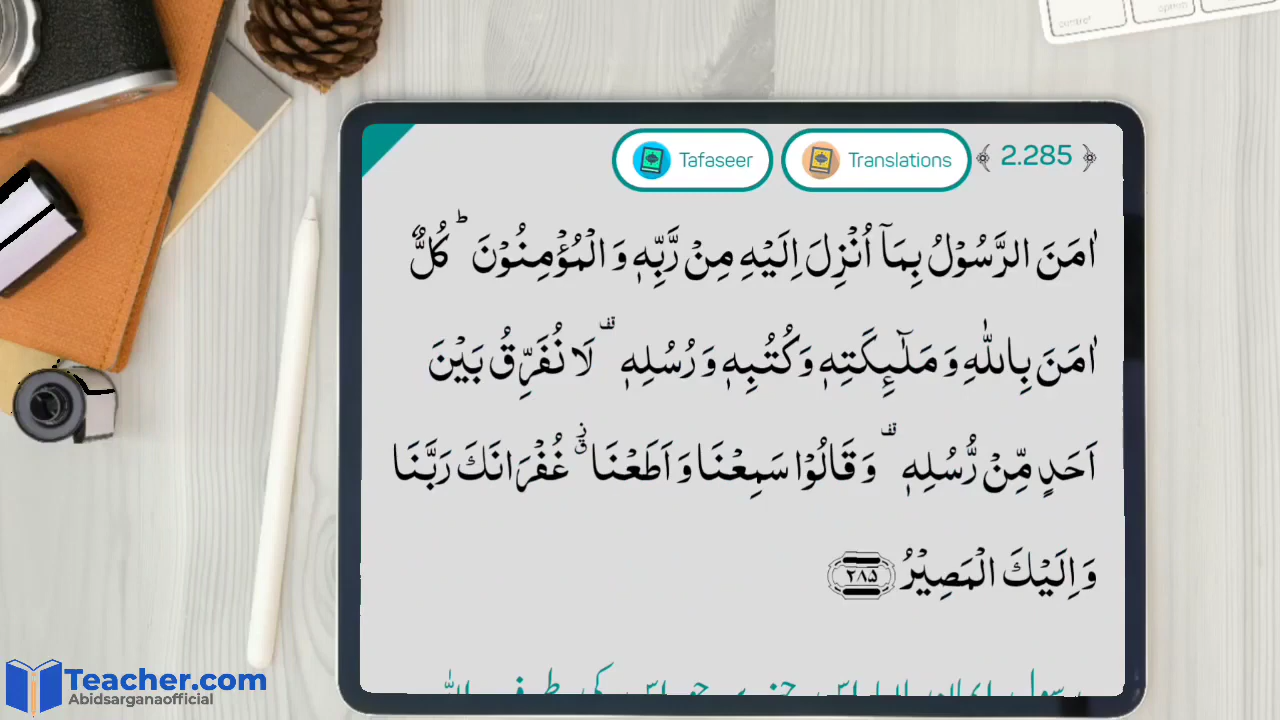 Tafaseer
Translations
﴾ 2.285 ﴿
اٰمَنَ الرَّسُوۡلُ بِمَاۤ اُنۡزِلَ اِلَيۡهِ مِنۡ رَّبِّهٖ وَ الۡمُؤۡمِنُوۡنَ ؕ كُلٌّ
اٰمَنَ بِاللّٰهِ وَ مَلٰٓئِكَتِهٖ وَ كُتُبِهٖ وَ رُسُلِهٖ ۟ لَا نُفَرِّقُ بَيۡنَ
اَحَدٍ مِّنۡ رُّسُلِهٖ ۟ وَ قَالُوۡا سَمِعۡنَا وَ اَطَعۡنَا ٭۫ غُفۡرَانَكَ رَبَّنَا
وَ اِلَيۡكَ الۡمَصِيۡرُ ﴿۲۸۵﴾
Teacher.com
Abidsarganaofficial